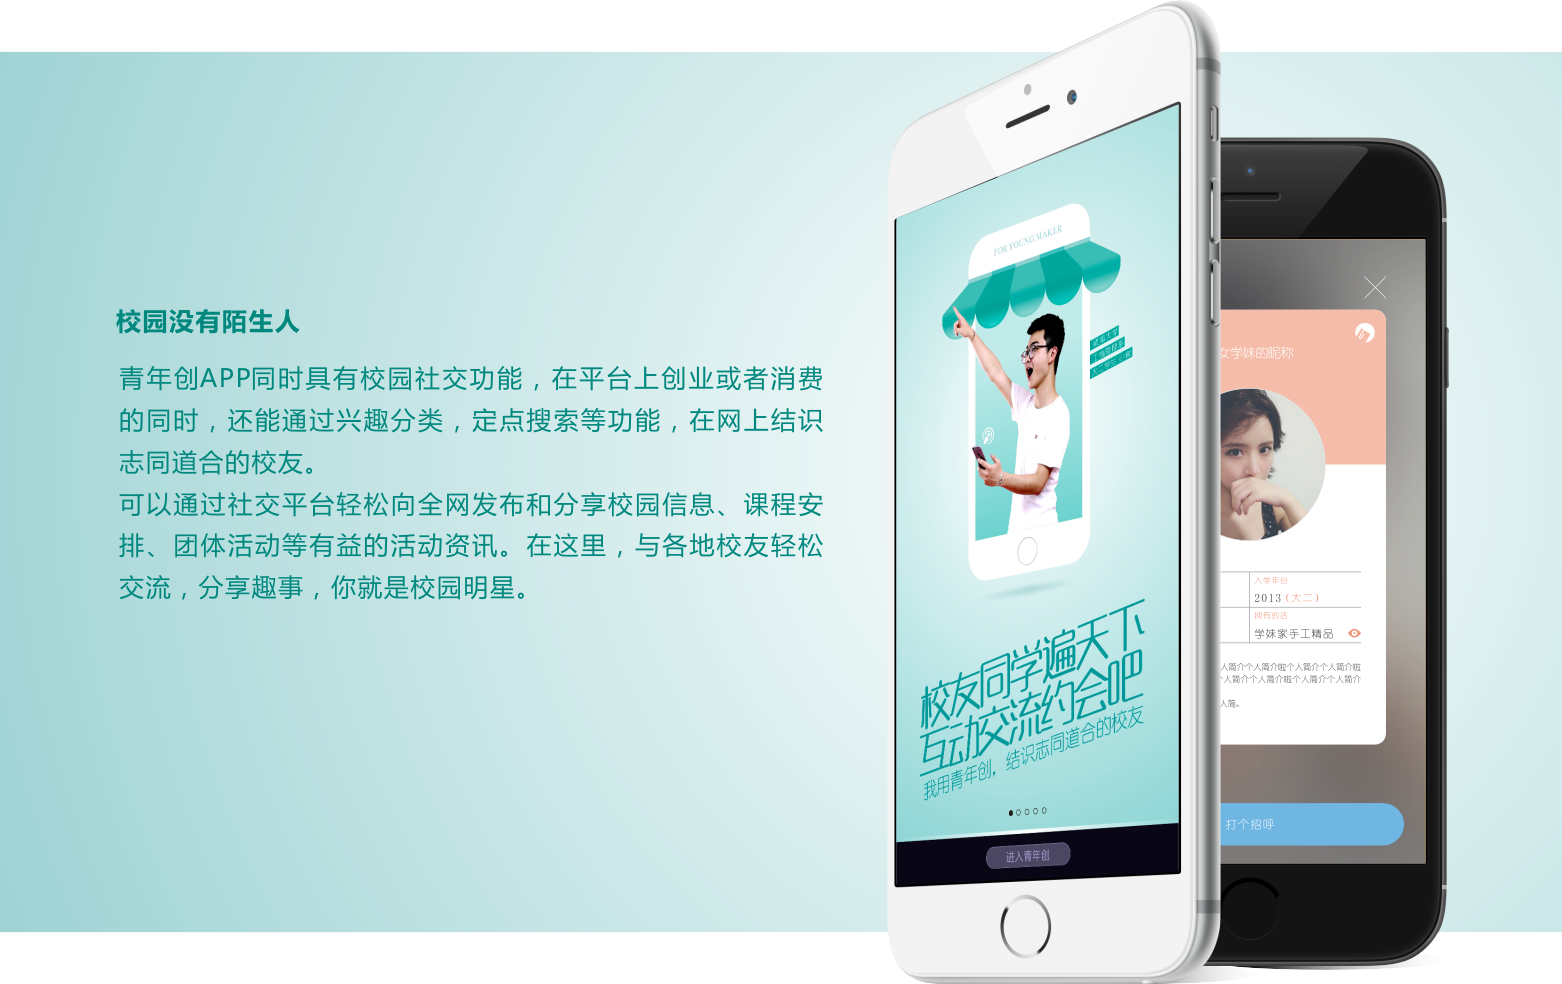 校园没有陌生人
青年创APP同时具有校园社交功能，在平台上创业或者消费
的同时，还能通过兴趣分类，定点搜索等功能，在网上结识
志同道合的校友。
可以通过社交平台轻松向全网发布和分享校园信息、课程安
排、团体活动等有益的活动资讯。在这里，与各地校友轻松
交流，分享趣事，你就是校园明星。
FOR YOUNG MAKER
校友同学遍天下
互动交流约会吧
我用青年创，结识志同道合的校友
进入青年创
女学妹的昵称
入学年份
2013（大二）
拥有的店
学妹家手工精品
人简介个人简介啦个人简介个人简介啦
人简介个人简介啦个人简介个人简介
人简。
打个招呼